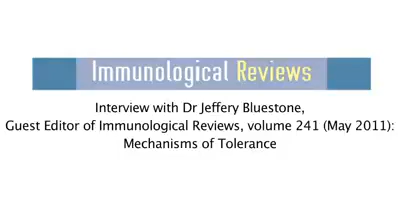 Immunological Reviews
Interview with Dr Jeffery Bluestone,
Guest Editor of Immunological Reviews, volume 241 (May 2011):
Mechanisms of Tolerance